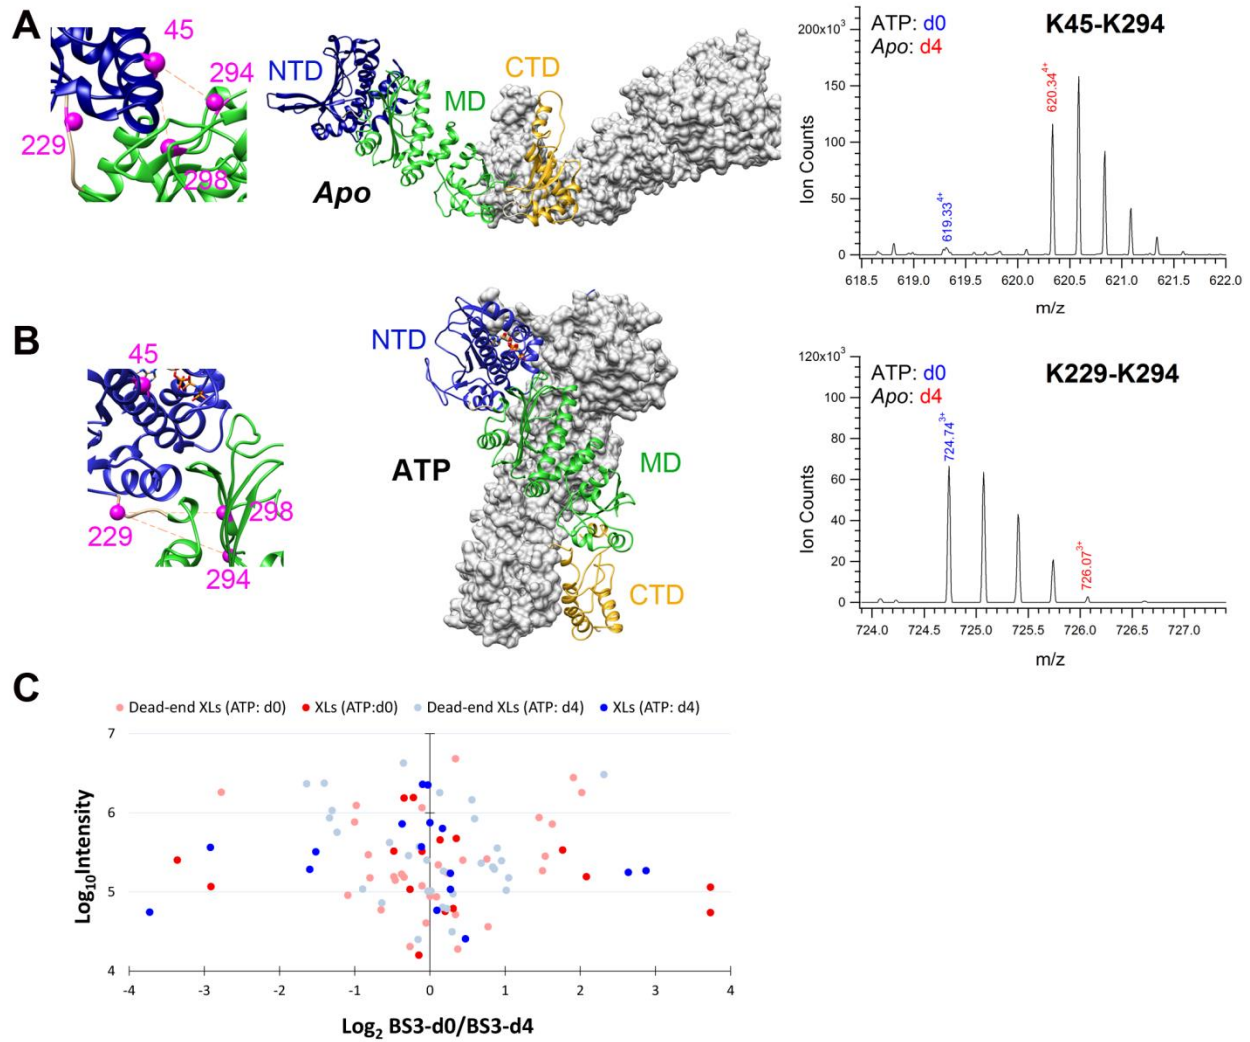 A
45
294
229
298
NTD
MD
CTD
Apo
K45-K294
ATP: d0
Apo: d4
200x10³
150
100
50
0
Ion Counts
619.33⁴⁺
620.34⁴⁺
618.5 619.0 619.5 620.0 620.5 621.0 621.5 622.0
m/z
B
45
229
298
294
NTD
ATP
MD
CTD
K229-K294
ATP: d0
Apo: d4
120x10³
100
80
60
40
20
0
Ion Counts
724.74³⁺
726.07³⁺
724.0 724.5 725.0 725.5 726.0 726.5 727.0
m/z
C
Dead-end XLs (ATP: d0) XLs (ATP:d0) Dead-end XLs (ATP: d4) XLs (ATP: d4)
7
6
5
4
Log₁₀Intensity
-4 -3 -2 -1 0 1 2 3 4
Log₂ BS3-d0/BS3-d4